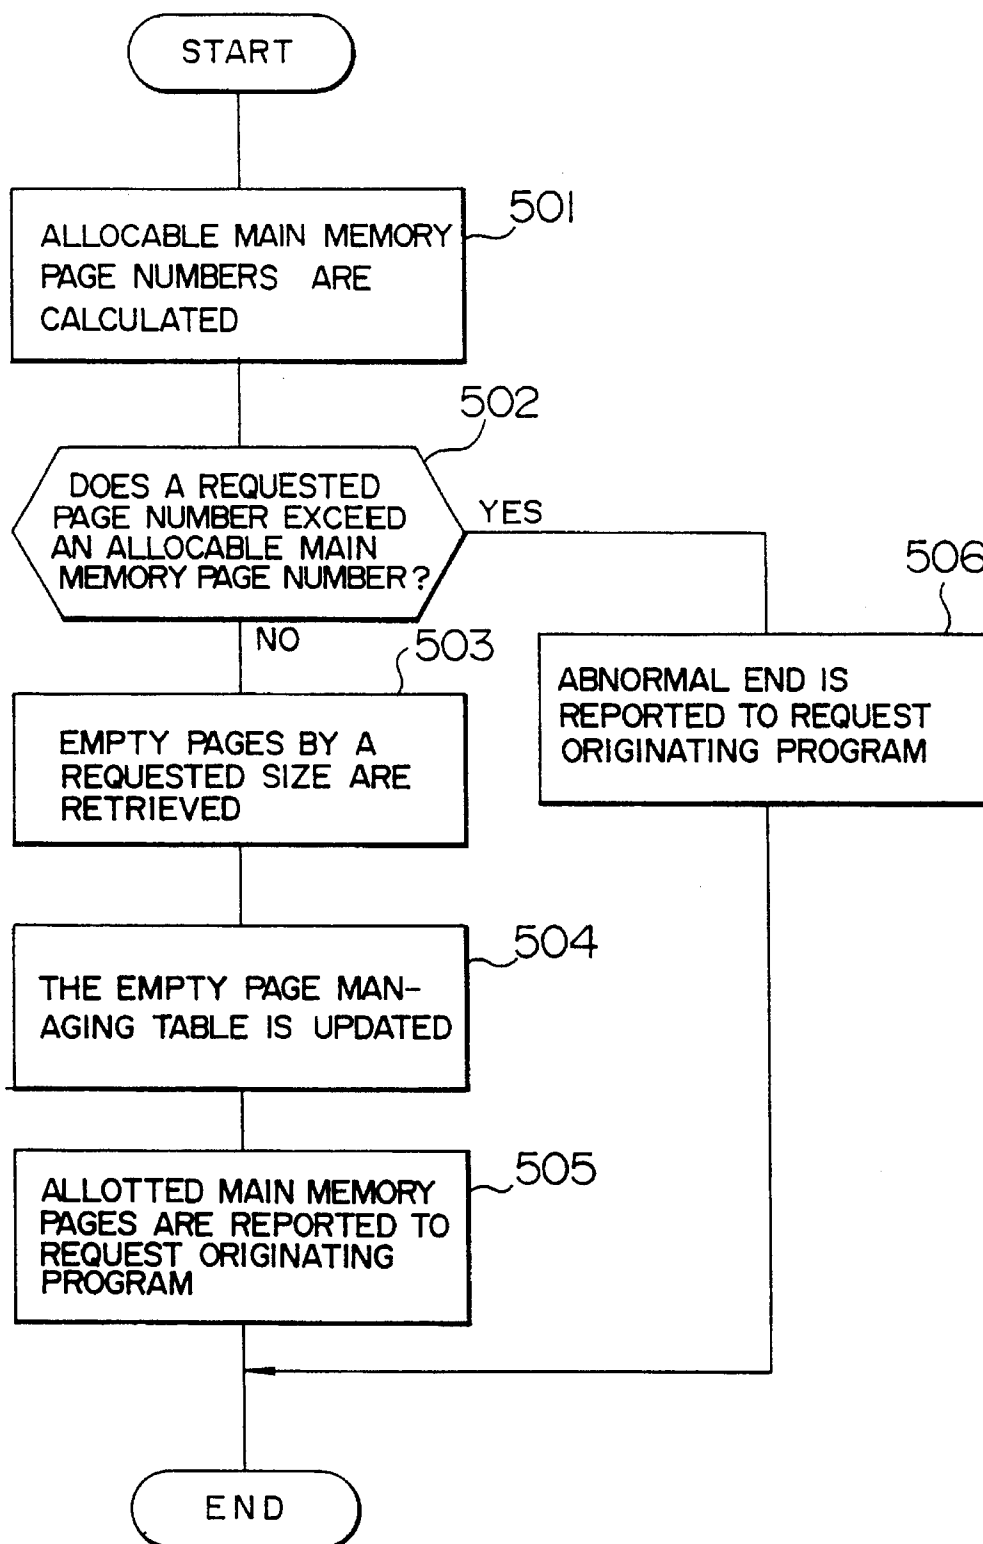 START
501
ALLOCABLE MAIN MEMORY
PAGE NUMBERS ARE
CALCULATED
502
DOES A REQUESTED
PAGE NUMBER EXCEED
AN ALLOCABLE MAIN
MEMORY PAGE NUMBER?
YES
NO
503
EMPTY PAGES BY A
REQUESTED SIZE ARE
RETRIEVED
506
ABNORMAL END IS
REPORTED TO REQUEST
ORIGINATING PROGRAM
504
THE EMPTY PAGE MAN-
AGING TABLE IS UPDATED
505
ALLOTTED MAIN MEMORY
PAGES ARE REPORTED TO
REQUEST ORIGINATING
PROGRAM
END